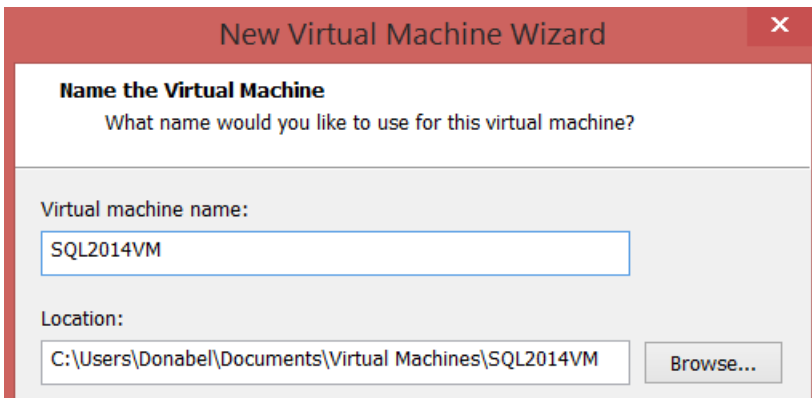 New Virtual Machine Wizard
Name the Virtual Machine
What name would you like to use for this virtual machine?
Virtual machine name:
SQL2014VM
Location:
C:\Users\Donabel\Documents\Virtual Machines\SQL2014VM
Browse...